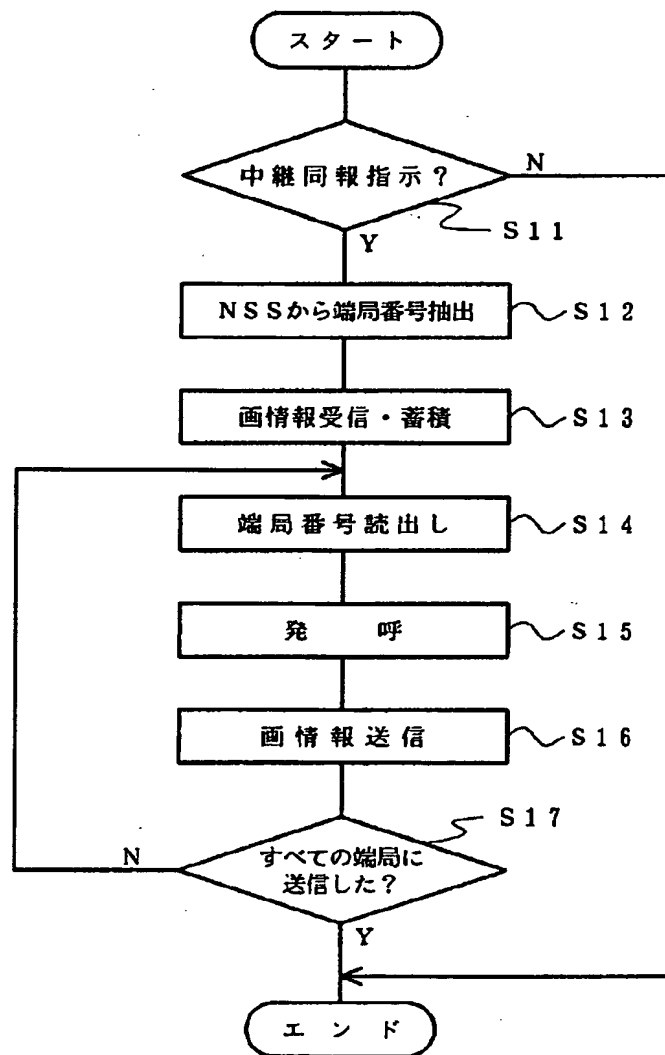 スタート
中継同報指示？
N
S11
Y
NSSから端局番号抽出
S12
画情報受信・蓄積
S13
端局番号読出し
S14
発　　呼
S15
画情報送信
S16
S17
N
すべての端局に
送信した？
Y
エンド